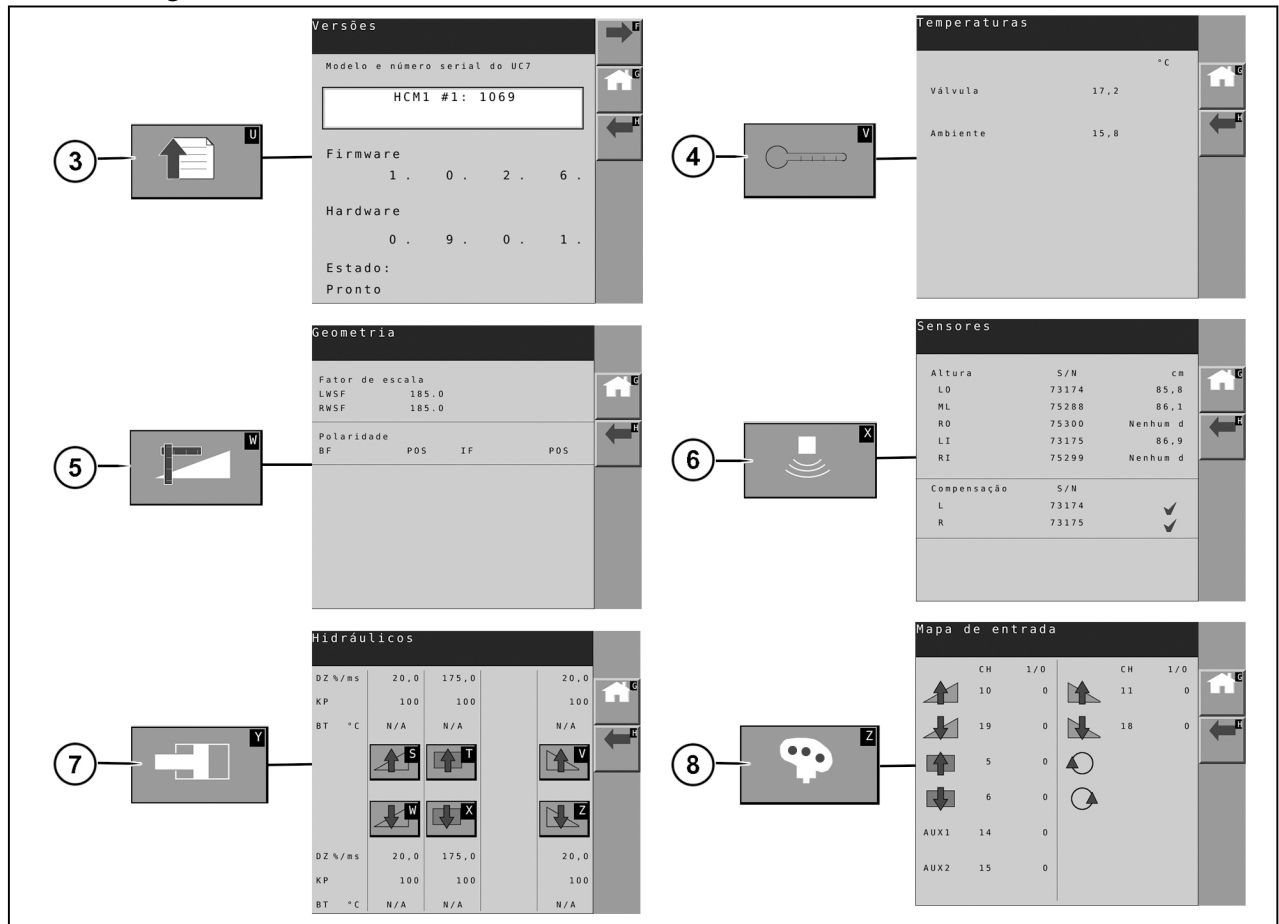 3
U
Versões
F
G
H
Modelo e número serial do UC7
HCM1 #1: 1069
Firmware
1. 0. 2. 6.
Hardware
0. 9. 0. 1.
Estado:
Pronto
4
V
Temperaturas
G
H
°C
Válvula 17,2
Ambiente 15,8
5
W
Geometria
G
H
Fator de escala
LWSF 185.0
RWSF 185.0
Polaridade
BF POS IF POS
6
X
Sensores
G
H
Altura S/N cm
LO 73174 85,8
ML 75288 86,1
RO 75300 Nenhum d
LI 73175 86,9
RI 75299 Nenhum d
Compensação S/N
L 73174
R 73175
7
Y
Hidráulicos
G
H
DZ %/ms 20,0 175,0 20,0
KP 100 100 100
BT °C N/A N/A N/A
S T V
W X Z
DZ %/ms 20,0 175,0 20,0
KP 100 100 100
BT °C N/A N/A N/A
8
Z
Mapa de entrada
G
H
CH 1/0 CH 1/0
10 0 11 0
19 0 18 0
5 0
6 0
AUX1 14 0
AUX2 15 0